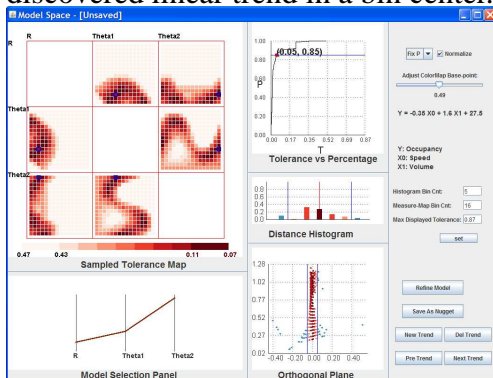 discovered linear trend in a bin center.
Model Space - [Unsaved]
R Theta1 Theta2
R
Theta1
Theta2
0.47 0.43 0.11 0.07
Sampled Tolerance Map
R Theta1 Theta2
Model Selection Panel
1.00
0.80
0.60
0.40
0.20
0.00
P
(0.05, 0.85)
0.00 0.17 0.35 0.52 0.70 0.87
T
Tolerance vs Percentage
0.8
0.6
0.4
0.2
0.0
Distance Histogram
1.28
1.02
0.77
0.52
0.27
0.02
-0.40 -0.20 0.00 0.20 0.40
Orthogonal Plane
Fix P Normalize
Adjust ColorMap Base-point:
0.49
Y = -0.35 X0 + 1.6 X1 + 27.5
Y: Occupancy
X0: Speed
X1: Volume
Histogram Bin Cnt: 5
Measure-Map Bin Cnt: 16
Max Displayed Tolerance: 0.87
set
Refine Model
Save As Nugget
New Trend Del Trend
Pre Trend Next Trend